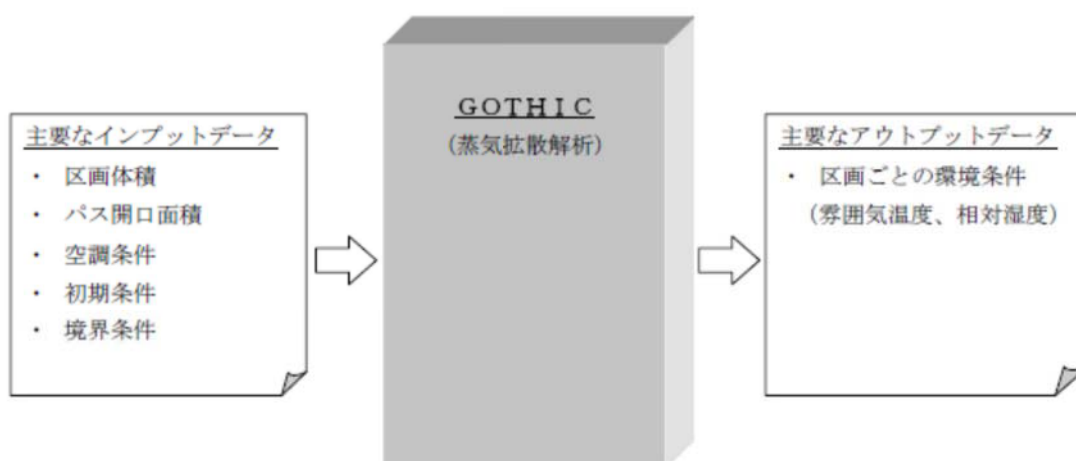 主要なインプットデータ
・ 区画体積
・ パス開口面積
・ 空調条件
・ 初期条件
・ 境界条件
ＧＯＴＨＩＣ
(蒸気拡散解析)
主要なアウトプットデータ
・ 区画ごとの環境条件
(雰囲気温度、相対湿度)